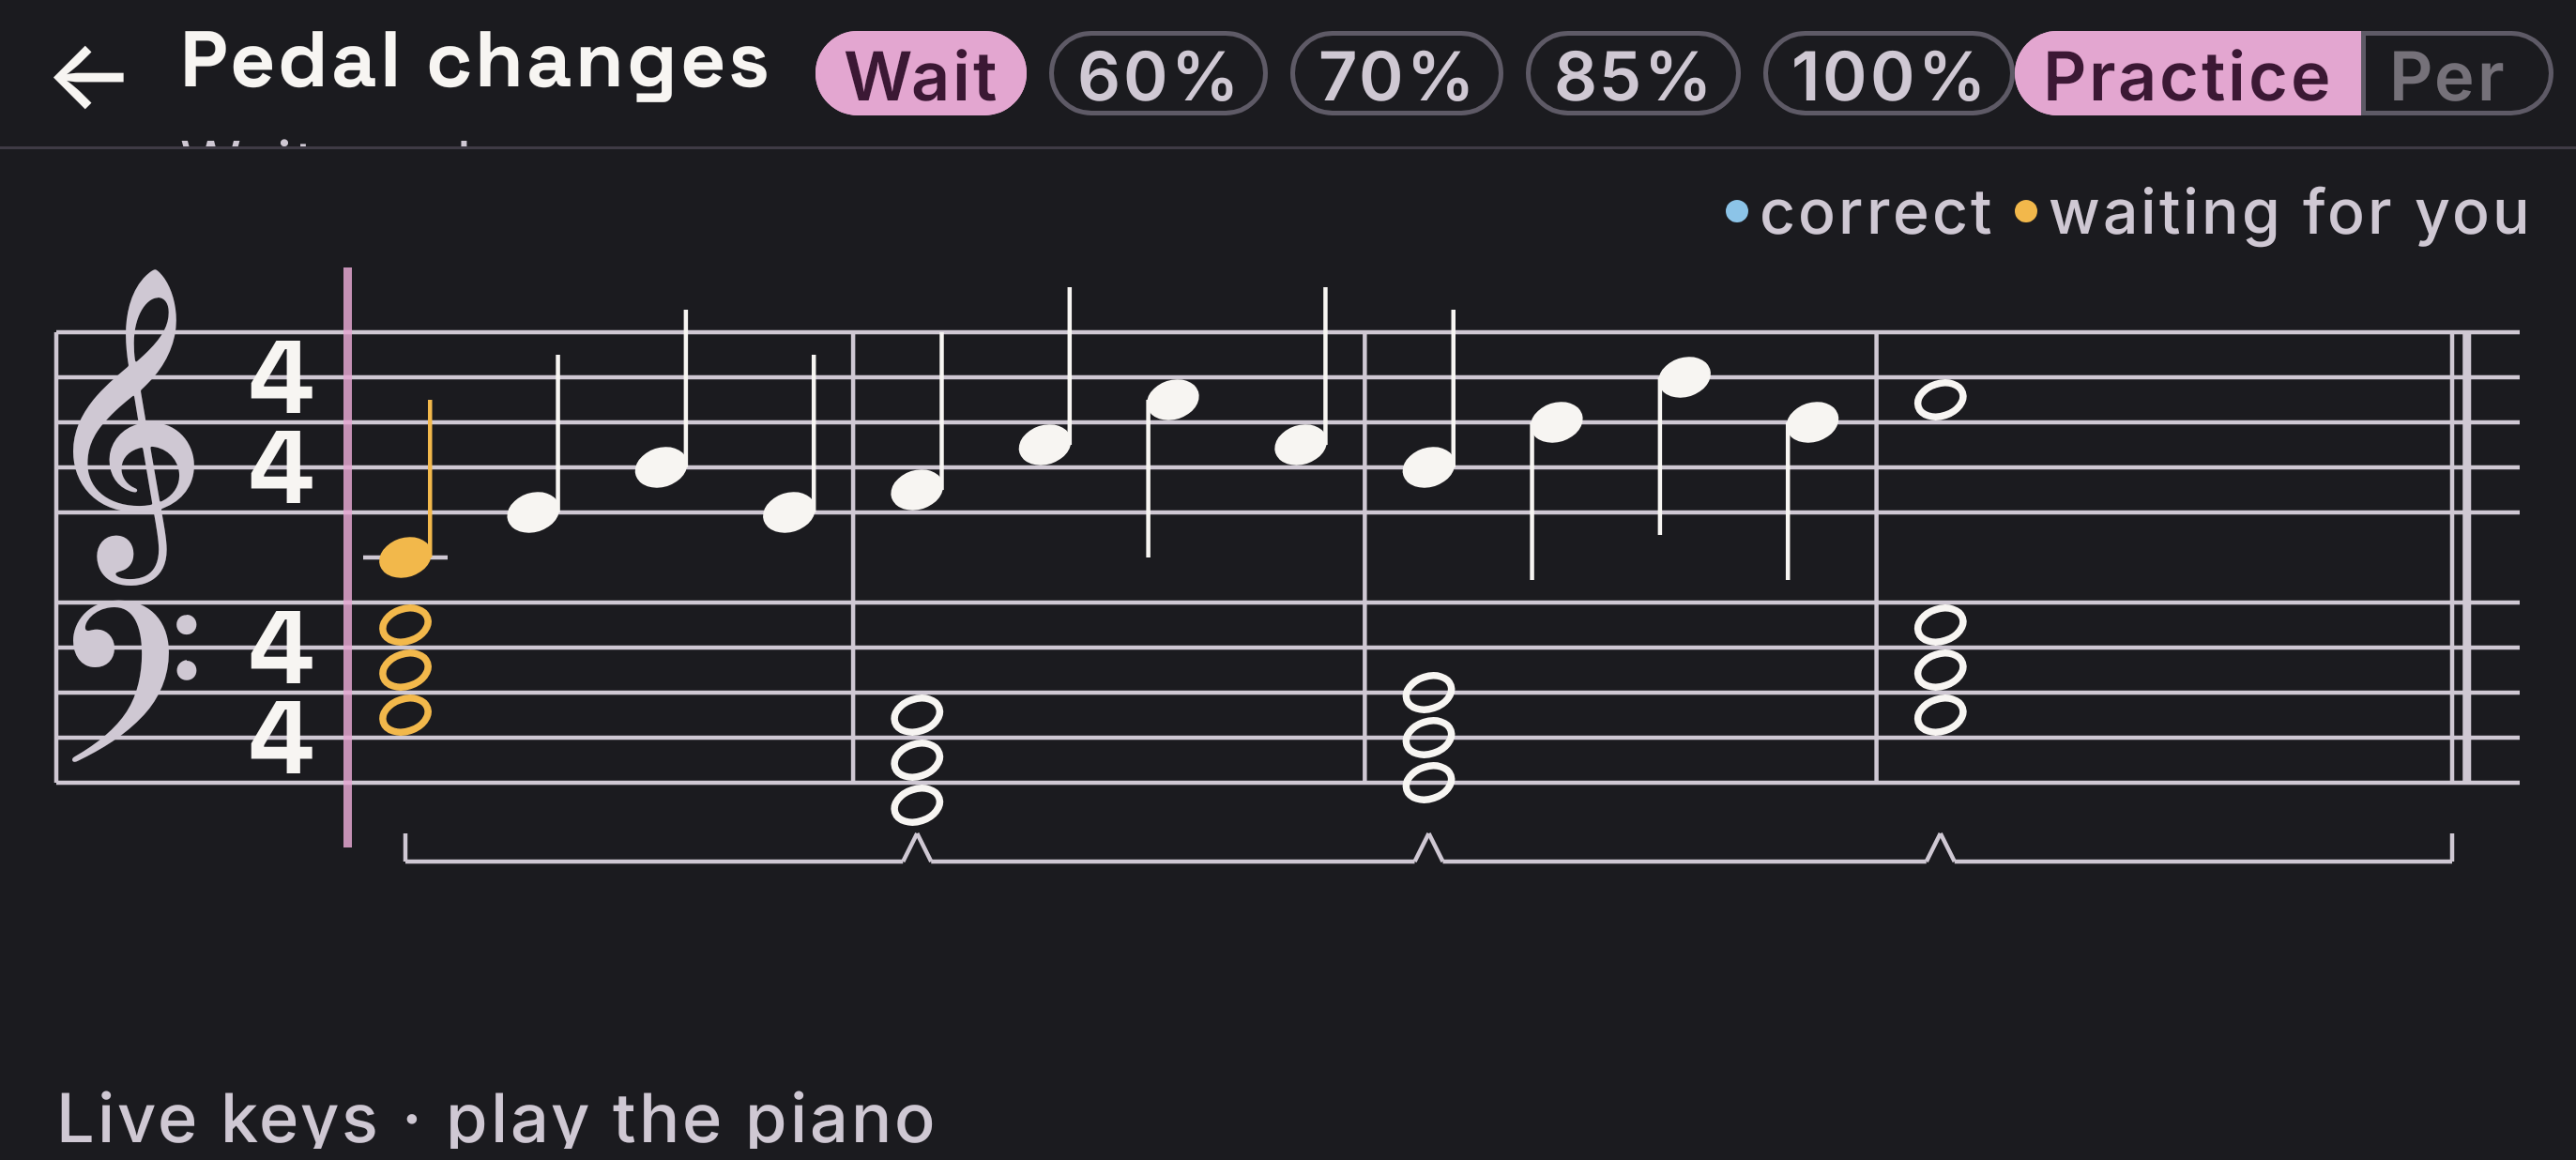 Pedal changes Wait 60% 70% 85% 100% Practice Per
correct waiting for you
4 4
4 4
Live keys · play the piano